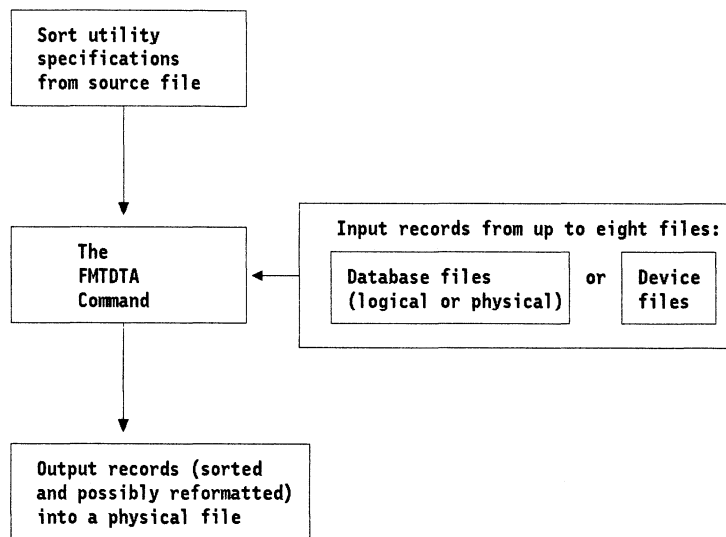 Sort utility
specifications
from source file
The
FMTDTA
Command
Input records from up to eight files:
Database files
(logical or physical)
or
Device
files
Output records (sorted
and possibly reformatted)
into a physical file